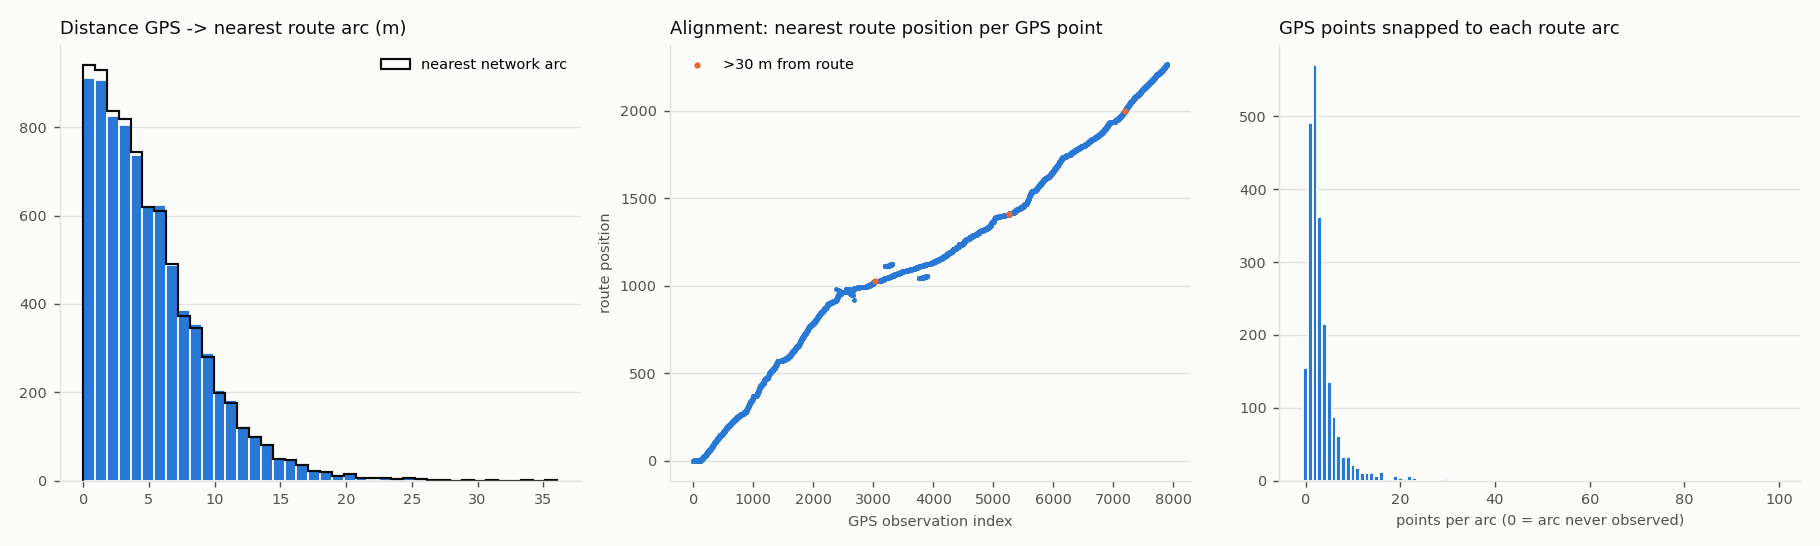 Distance GPS -> nearest route arc (m)
nearest network arc
800
600
400
200
0
0 5 10 15 20 25 30 35
Alignment: nearest route position per GPS point
>30 m from route
route position
2000
1500
1000
500
0
0 1000 2000 3000 4000 5000 6000 7000 8000
GPS observation index
GPS points snapped to each route arc
500
400
300
200
100
0
0 20 40 60 80 100
points per arc (0 = arc never observed)